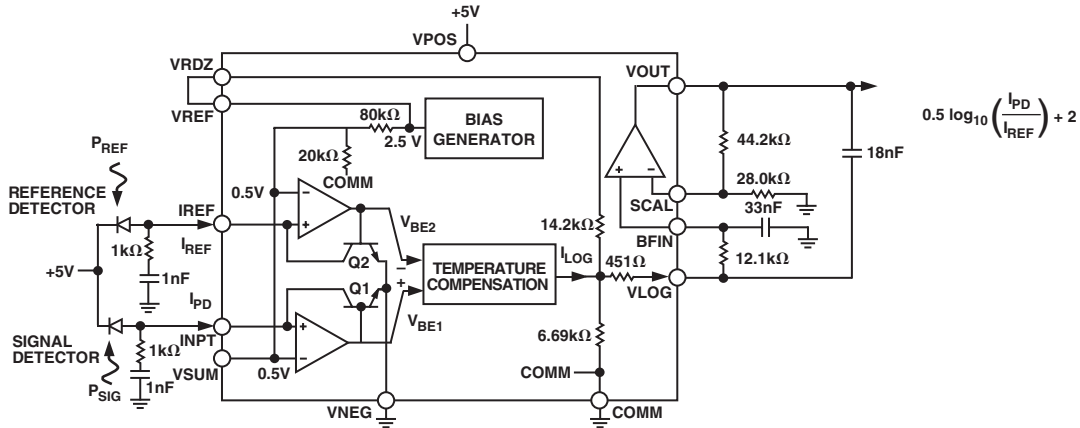 +5V
VPOS
VRDZ
VREF
80kΩ
2.5 V
BIAS
GENERATOR
20kΩ
COMM
VOUT
0.5 log10(IPD/IREF) + 2
44.2kΩ
18nF
28.0kΩ
SCAL
33nF
BFIN
12.1kΩ
PREF
REFERENCE
DETECTOR
IREF
IREF
0.5V
–
+
VBE2
Q2
+
–
14.2kΩ
1kΩ
1nF
+5V
–
+
TEMPERATURE
COMPENSATION
ILOG
451Ω
VLOG
Q1
VBE1
IPD
INPT
+
–
SIGNAL
DETECTOR
1kΩ
1nF
VSUM
0.5V
PSIG
6.69kΩ
COMM
VNEG
COMM